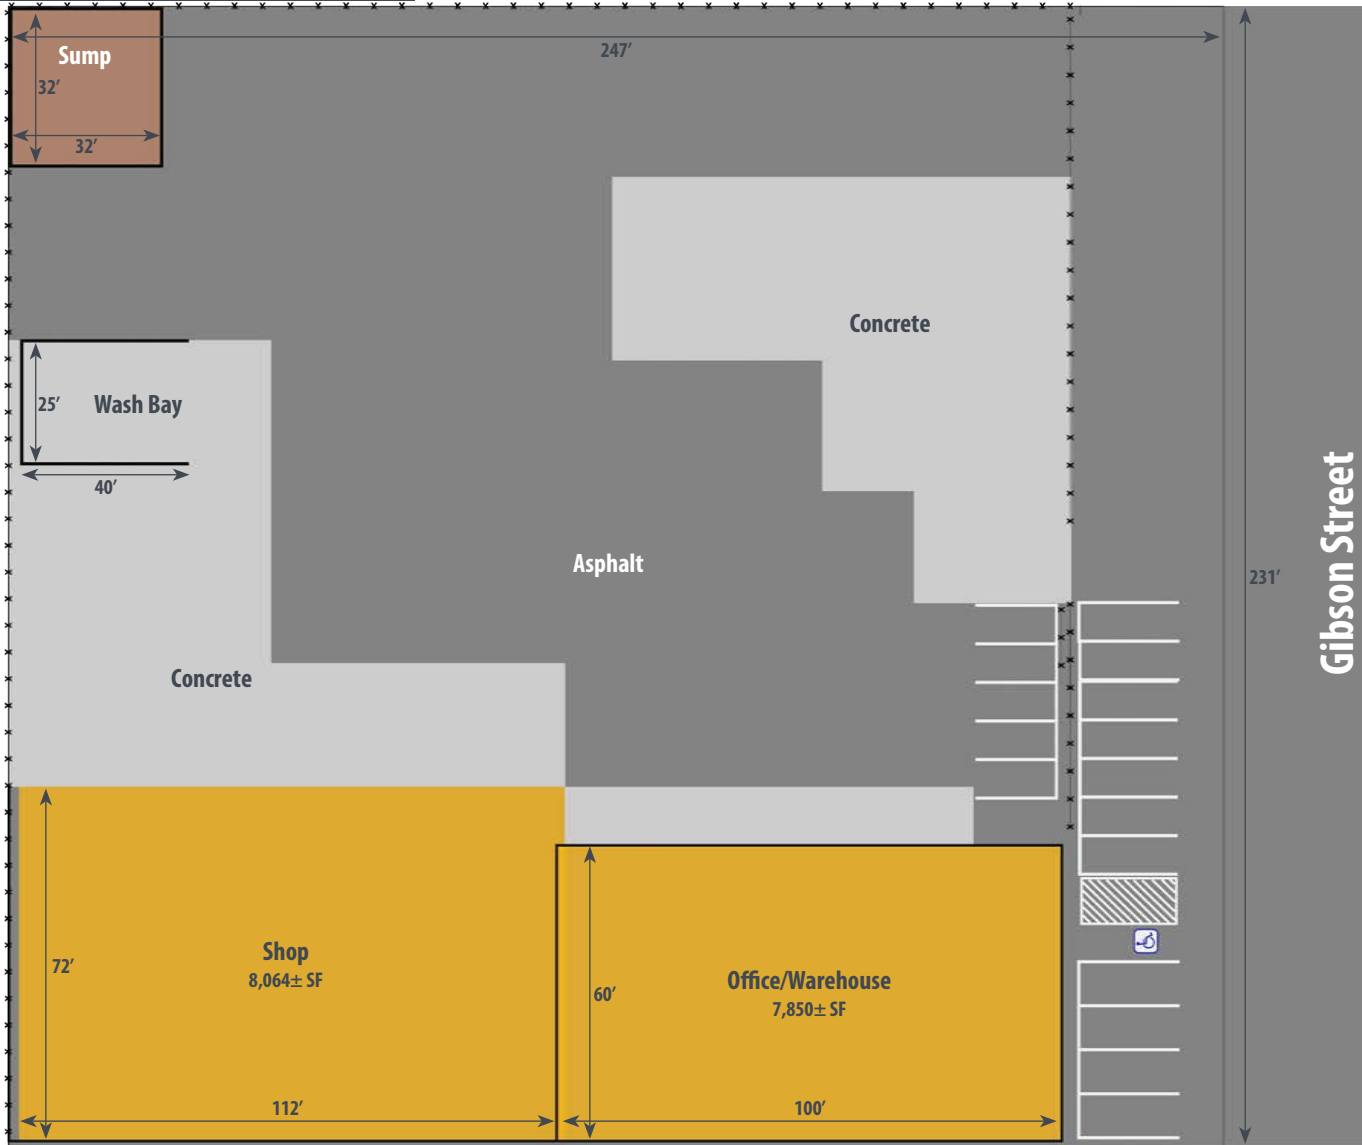 Sump
247′
32′
32′
Concrete
25′
Wash Bay
40′
Gibson Street
Asphalt
231′
Concrete
Shop
8,064± SF
72′
Office/Warehouse
7,850± SF
60′
112′
100′